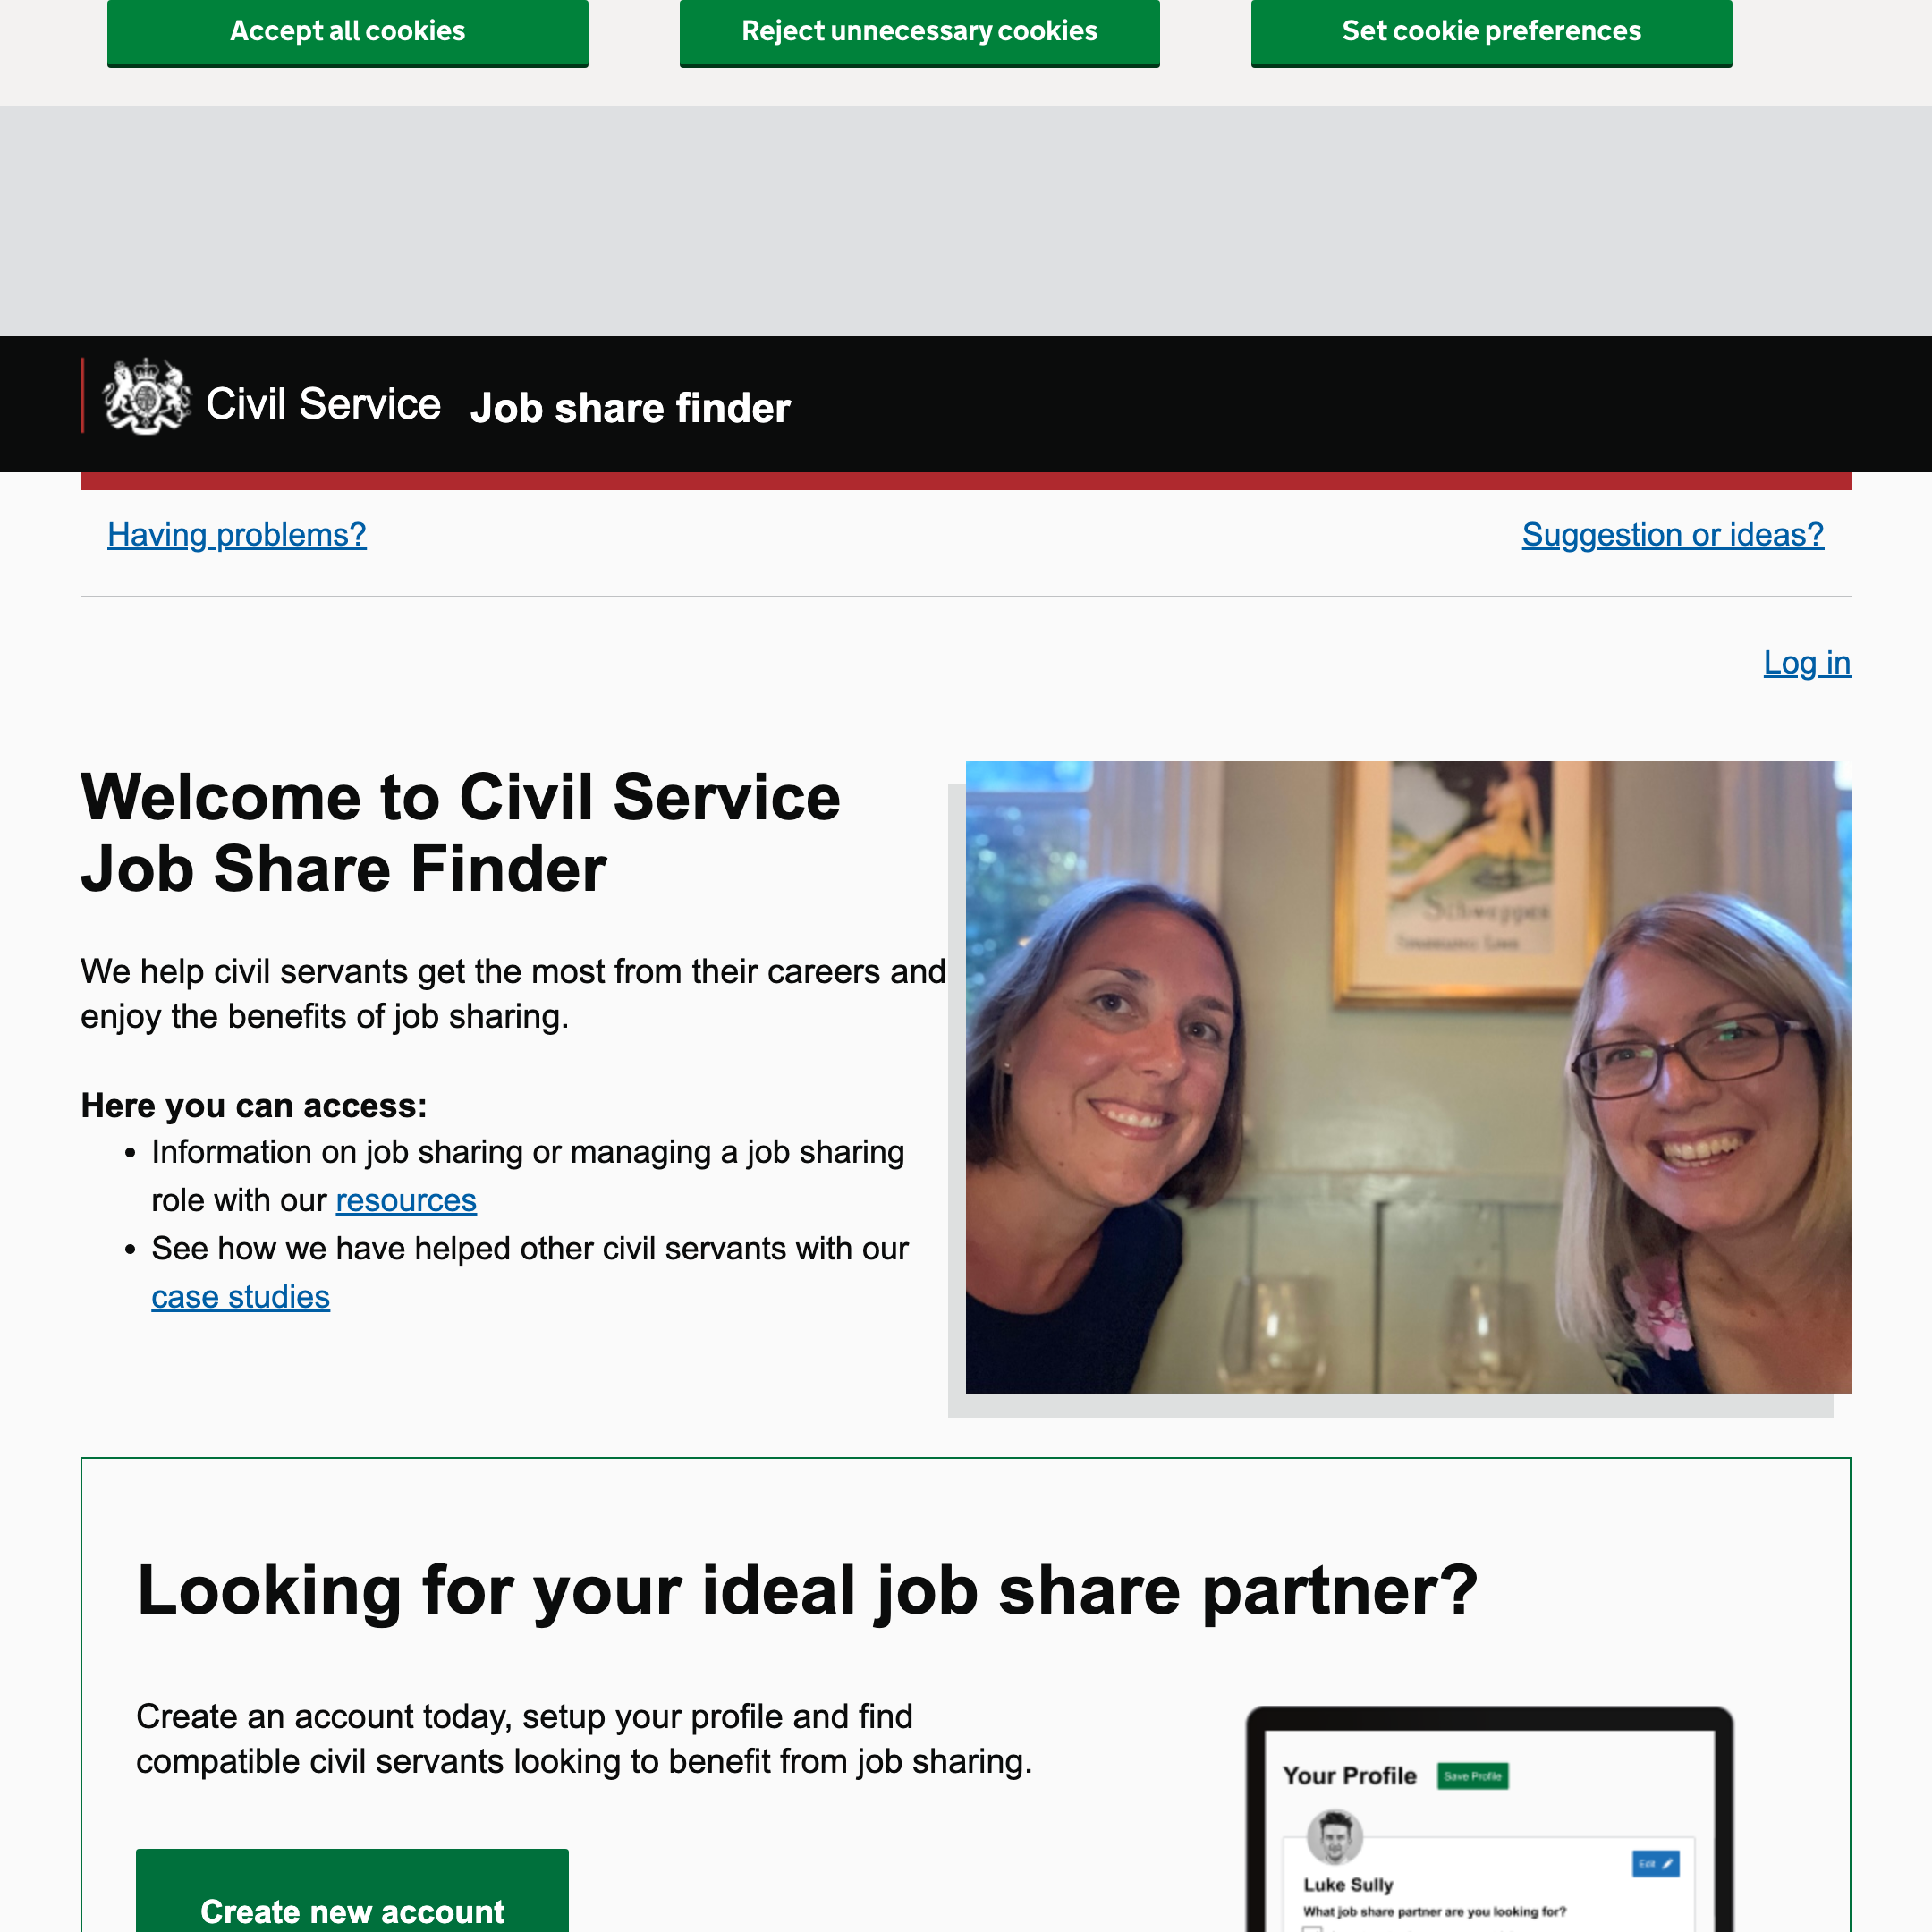 Accept all cookies
Reject unnecessary cookies
Set cookie preferences
Civil Service
Job share finder
Having problems?
Suggestion or ideas?
Log in
Welcome to Civil Service
Job Share Finder
We help civil servants get the most from their careers and
enjoy the benefits of job sharing.
Here you can access:
• Information on job sharing or managing a job sharing
role with our resources
• See how we have helped other civil servants with our
case studies
Schweppes
Looking for your ideal job share partner?
Create an account today, setup your profile and find
compatible civil servants looking to benefit from job sharing.
Create new account
Your Profile
Save Profile
Edit
Luke Sully
What job share partner are you looking for?